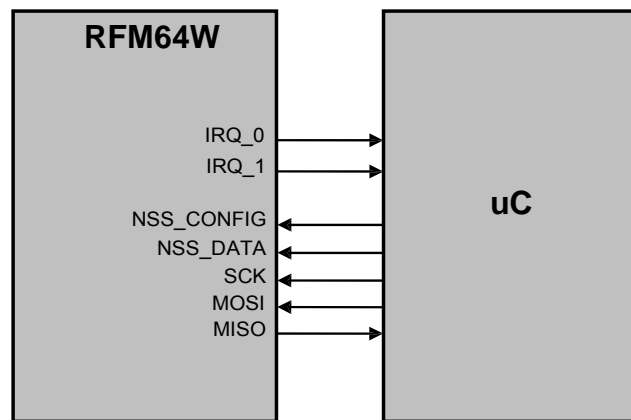 RFM64W
IRQ_0
IRQ_1
uC
NSS_CONFIG
NSS_DATA
SCK
MOSI
MISO